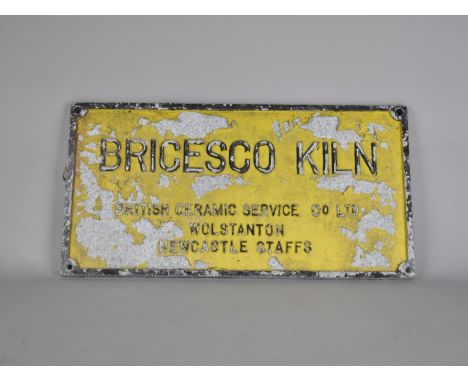 BRICESCO KILN
BRITISH CERAMIC SERVICE CO LTD
WOLSTANTON
NEWCASTLE STAFFS